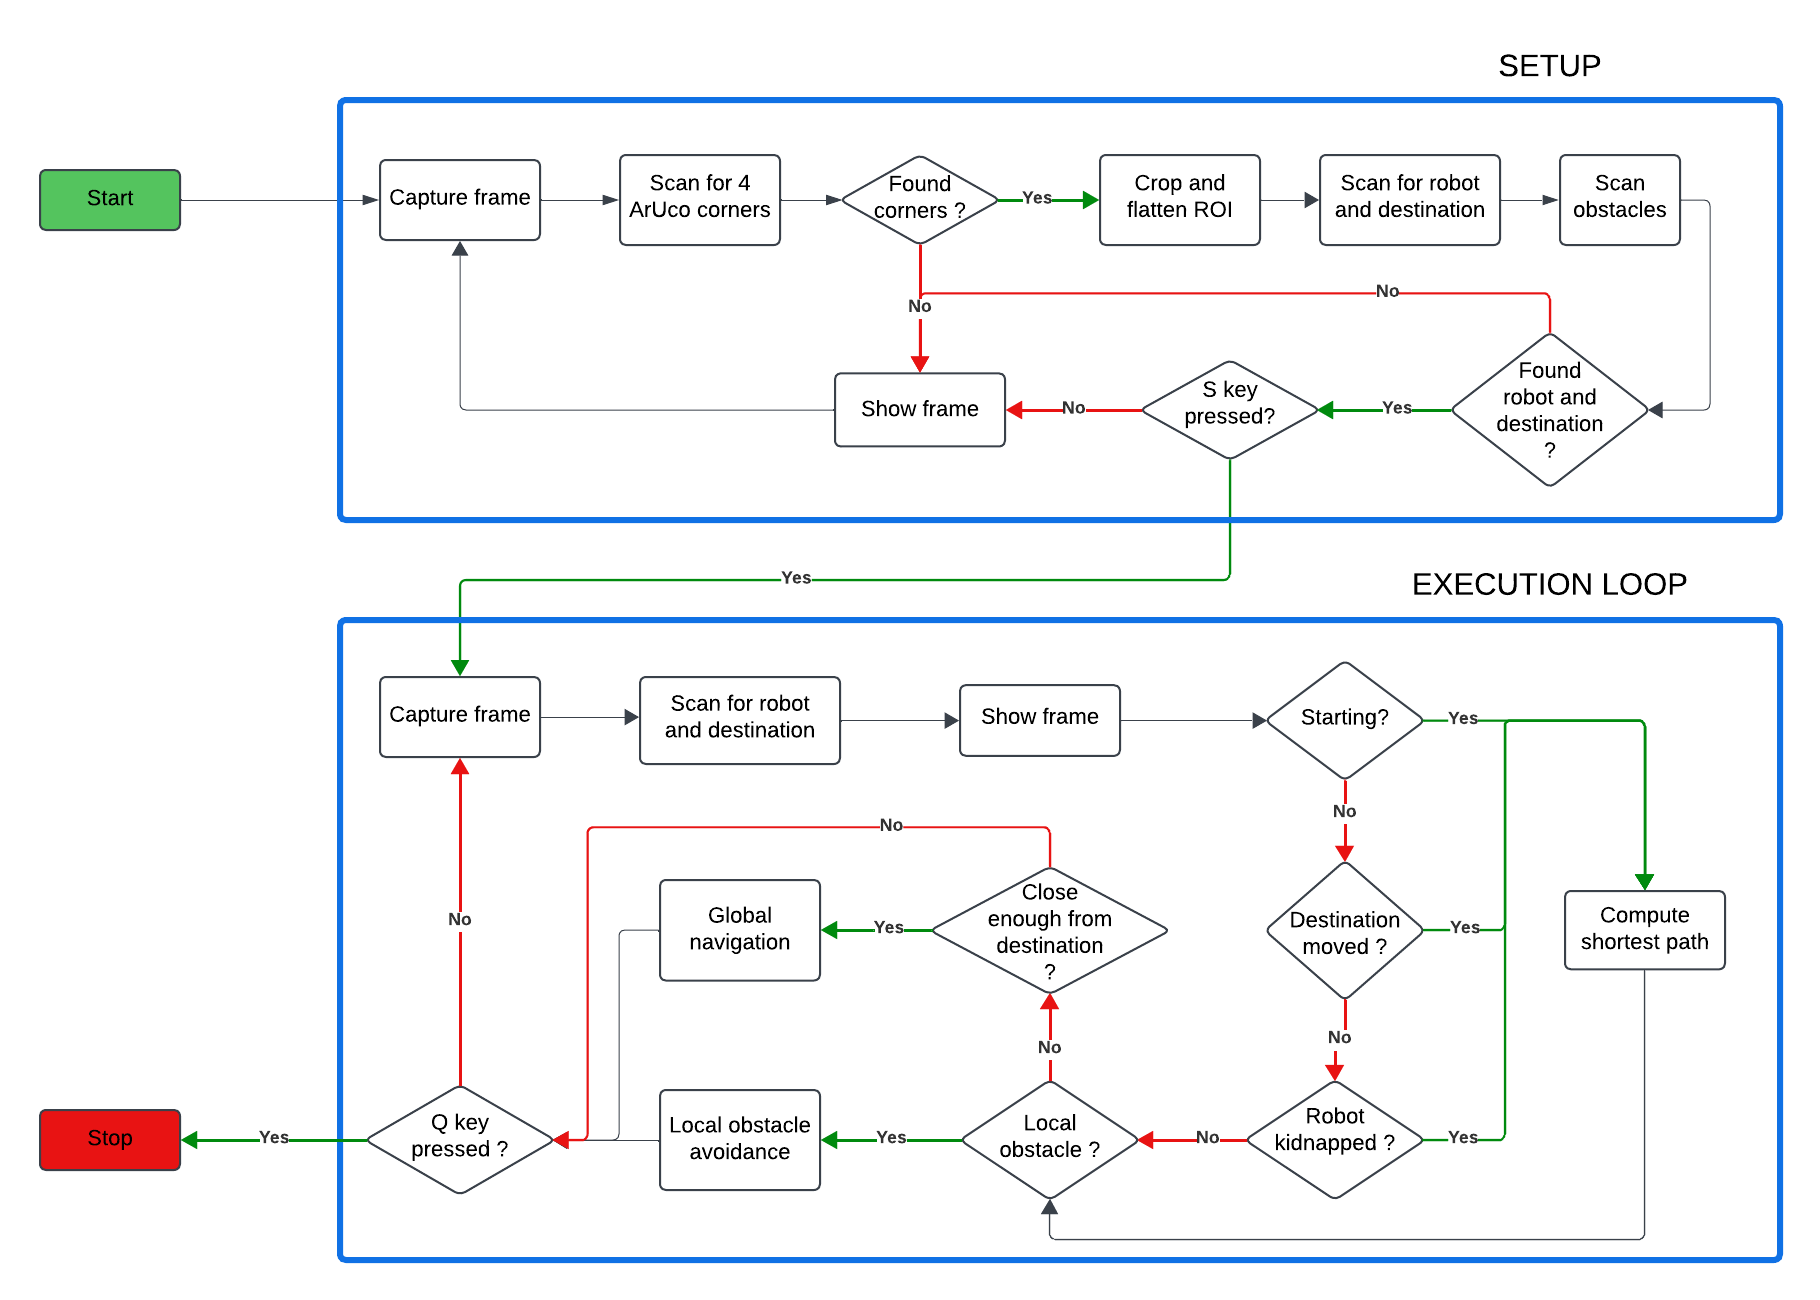 SETUP
Start
Capture frame
Scan for 4
ArUco corners
Found
corners ?
Yes
Crop and
flatten ROI
Scan for robot
and destination
Scan
obstacles
No
No
Show frame
No
S key
pressed?
Yes
Found
robot and
destination
?
Yes
EXECUTION LOOP
Capture frame
Scan for robot
and destination
Show frame
Starting?
Yes
No
No
Global
navigation
Yes
Close
enough from
destination
?
Destination
moved ?
Yes
Compute
shortest path
No
No
No
Stop
Yes
Q key
pressed ?
Local obstacle
avoidance
Yes
Local
obstacle ?
No
Robot
kidnapped ?
Yes